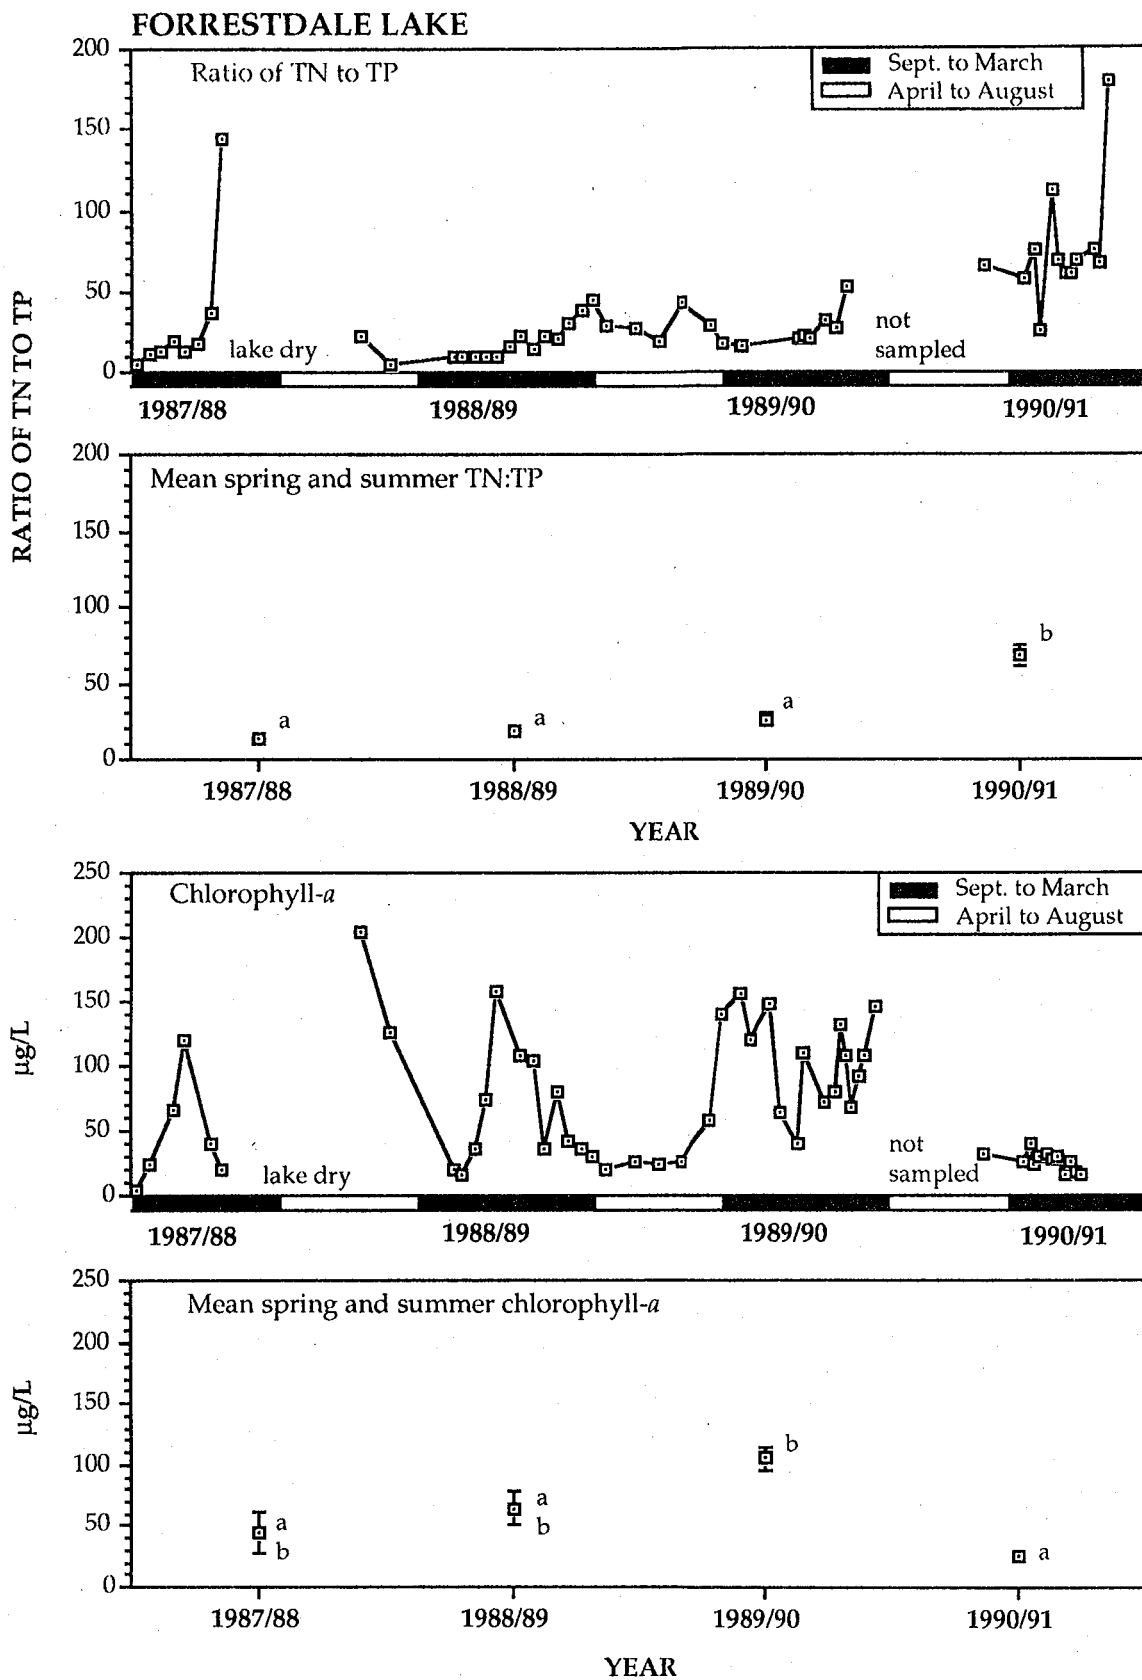 FORRESTDALE LAKE
RATIO OF TN TO TP
200
150
100
50
0
Ratio of TN to TP
Sept. to March
April to August
lake dry
not
sampled
1987/88
1988/89
1989/90
1990/91
200
150
100
50
0
Mean spring and summer TN:TP
a
a
a
b
1987/88
1988/89
1989/90
1990/91
YEAR
µg/L
250
200
150
100
50
0
Chlorophyll-a
Sept. to March
April to August
lake dry
not
sampled
1987/88
1988/89
1989/90
1990/91
µg/L
250
200
150
100
50
0
Mean spring and summer chlorophyll-a
a
b
a
b
b
a
1987/88
1988/89
1989/90
1990/91
YEAR